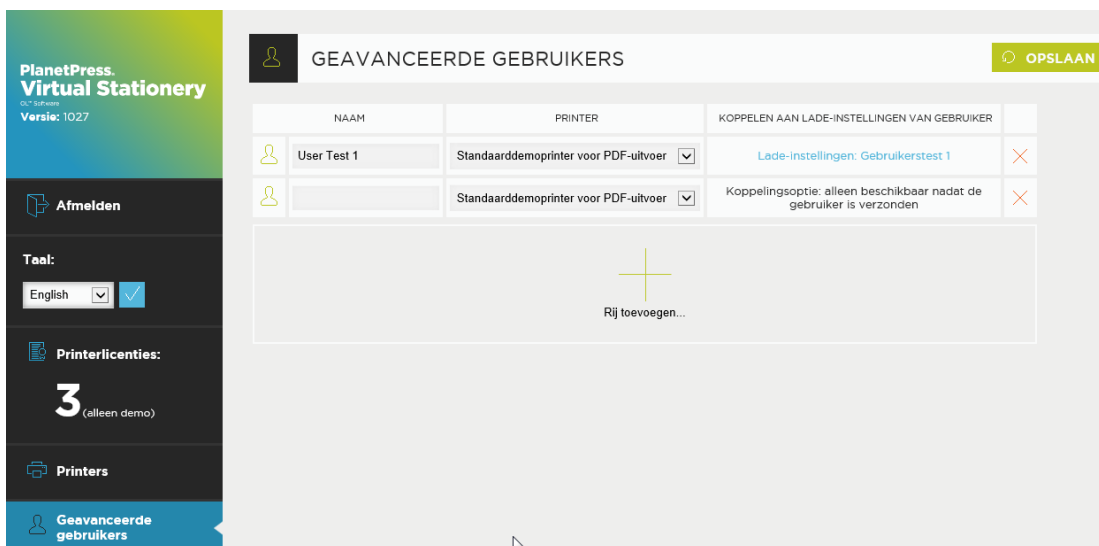 PlanetPress.
Virtual Stationery
OL® Software
Versie: 1027
Afmelden
Taal:
English
Printerlicenties:
3 (alleen demo)
Printers
Geavanceerde
gebruikers
GEAVANCEERDE GEBRUIKERS
OPSLAAN
NAAM PRINTER KOPPELEN AAN LADE-INSTELLINGEN VAN GEBRUIKER
User Test 1 Standaarddemoprinter voor PDF-uitvoer Lade-instellingen: Gebruikerstest 1
Standaarddemoprinter voor PDF-uitvoer Koppelingsoptie: alleen beschikbaar nadat de
gebruiker is verzonden
Rij toevoegen...